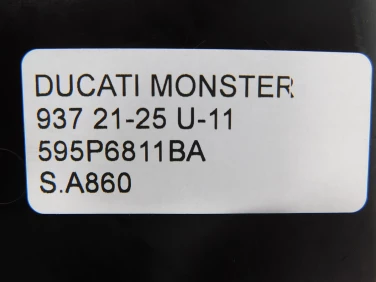 DUCATI MONSTER
937 21-25 U-11
595P6811BA
S.A860